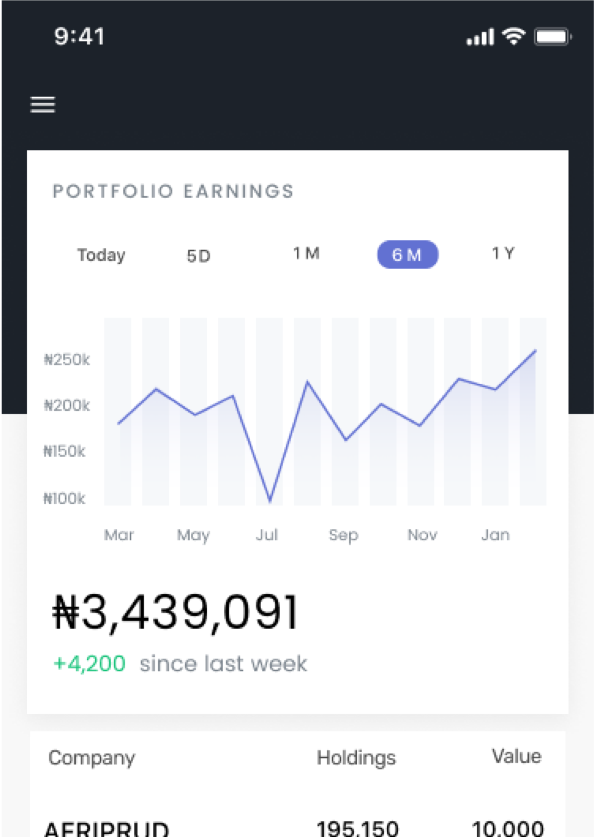 9:41
PORTFOLIO EARNINGS
Today 5D 1 M 6 M 1 Y
₦250k
₦200k
₦150k
₦100k
Mar May Jul Sep Nov Jan
₦3,439,091
+4,200 since last week
Company Holdings Value
AFRIPRUD 195,150 10,000